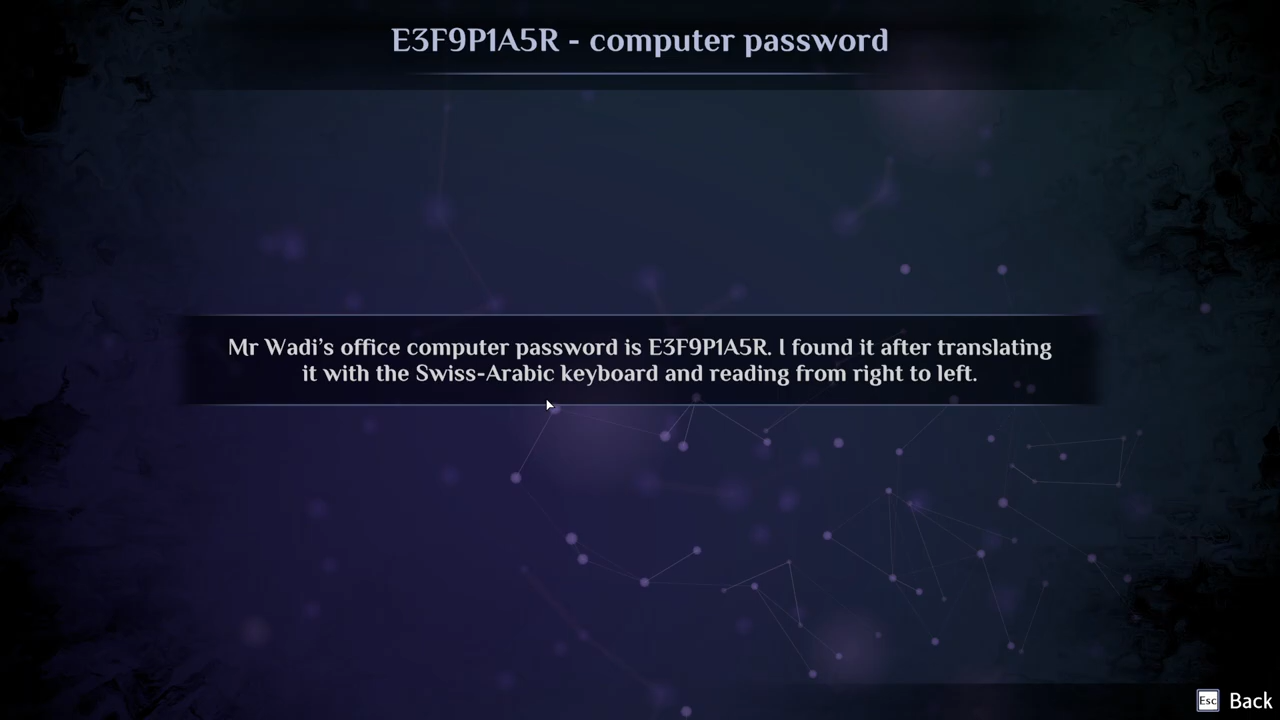 E3F9P1A5R - computer password
Mr Wadi's office computer password is E3F9P1A5R. I found it after translating
it with the Swiss-Arabic keyboard and reading from right to left.
Esc Back